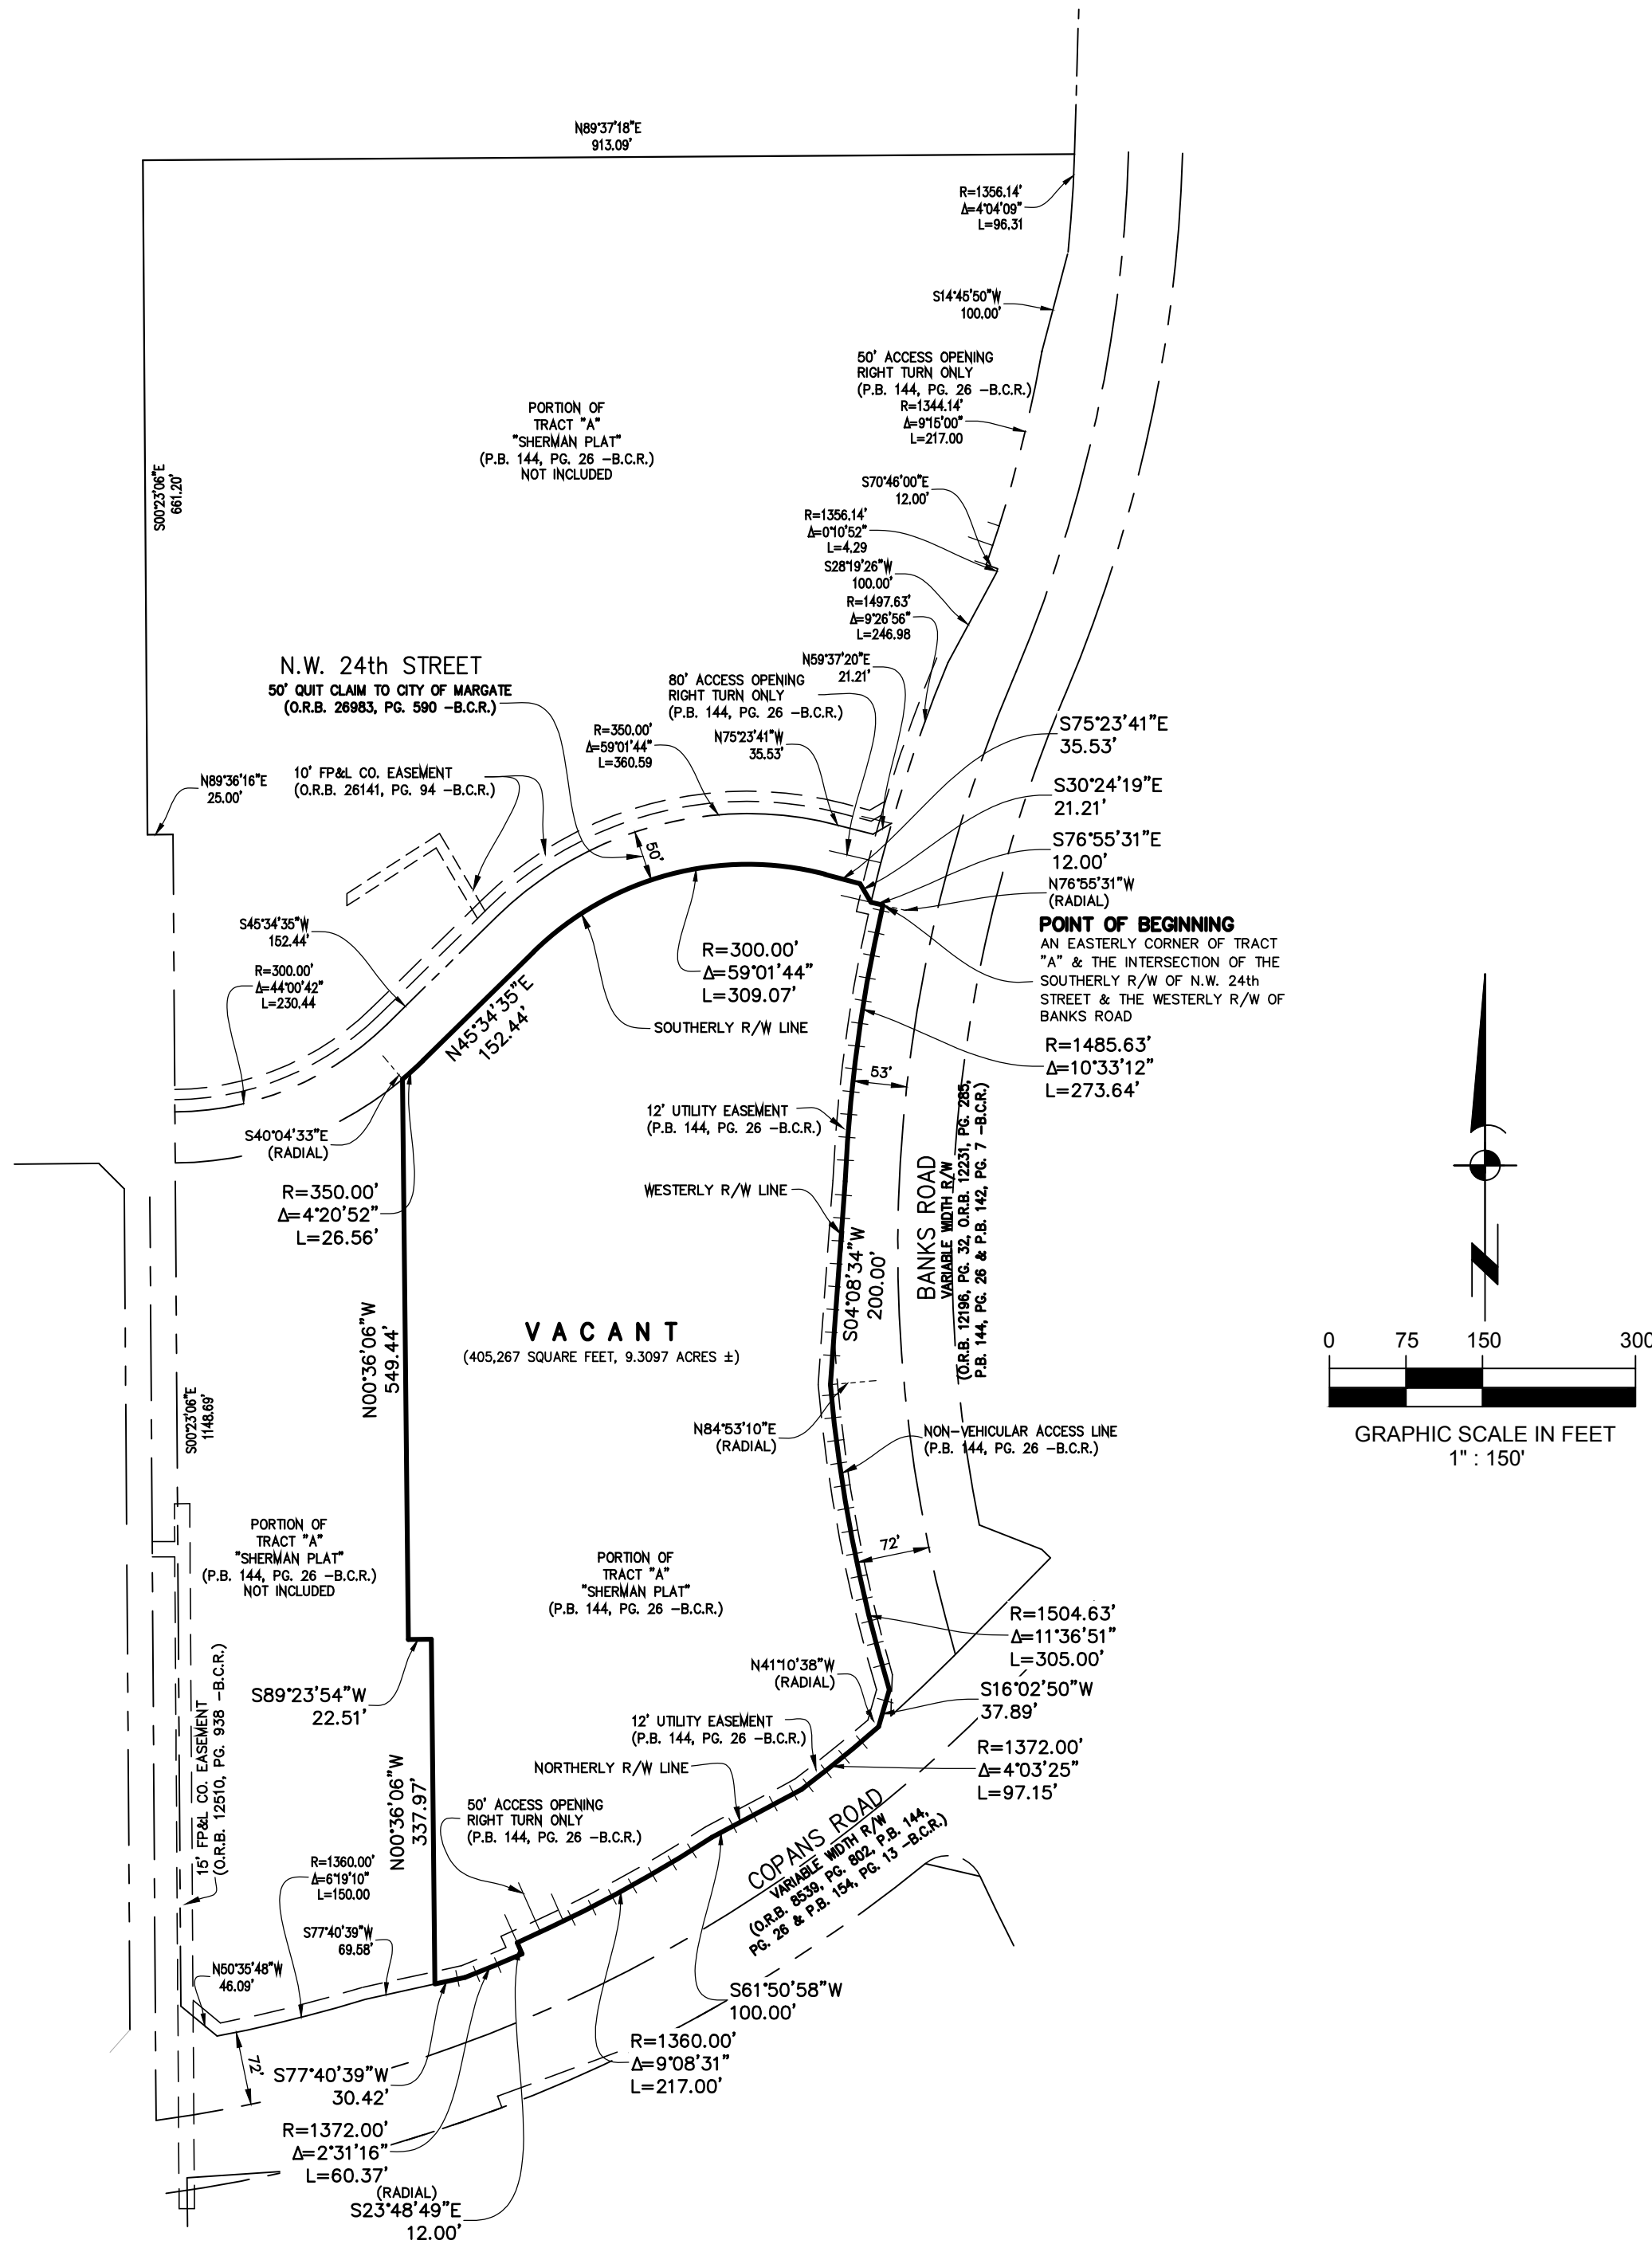 N89°37'18"E
913.09'
R=1356.14'
Δ=4°04'09"
L=96.31
S14°45'50"W
100.00'
50' ACCESS OPENING
RIGHT TURN ONLY
(P.B. 144, PG. 26 -B.C.R.)
R=1344.14'
Δ=9°15'00"
L=217.00
PORTION OF
TRACT "A"
"SHERMAN PLAT"
(P.B. 144, PG. 26 -B.C.R.)
NOT INCLUDED
S00°23'06"E
661.20'
S70°46'00"E
12.00'
R=1356.14'
Δ=0°10'52"
L=4.29
S28°19'26"W
100.00'
R=1497.63'
Δ=9°26'56"
L=246.98
N59°37'20"E
21.21'
N.W. 24th STREET
50' QUIT CLAIM TO CITY OF MARGATE
(O.R.B. 26983, PG. 590 -B.C.R.)
80' ACCESS OPENING
RIGHT TURN ONLY
(P.B. 144, PG. 26 -B.C.R.)
R=350.00'
Δ=59°01'44"
L=360.59
N75°23'41"W
35.53'
S75°23'41"E
35.53'
N89°36'16"E
25.00'
10' FP&L CO. EASEMENT
(O.R.B. 26141, PG. 94 -B.C.R.)
S30°24'19"E
21.21'
50'
S76°55'31"E
12.00'
N76°55'31"W
(RADIAL)
POINT OF BEGINNING
AN EASTERLY CORNER OF TRACT
"A" & THE INTERSECTION OF THE
SOUTHERLY R/W OF N.W. 24th
STREET & THE WESTERLY R/W OF
BANKS ROAD
S45°34'35"W
152.44'
R=300.00'
Δ=44°00'42"
L=230.44
R=300.00'
Δ=59°01'44"
L=309.07'
N45°34'35"E
152.44'
SOUTHERLY R/W LINE
R=1485.63'
Δ=10°33'12"
L=273.64'
53'
12' UTILITY EASEMENT
(P.B. 144, PG. 26 -B.C.R.)
S40°04'33"E
(RADIAL)
WESTERLY R/W LINE
R=350.00'
Δ=4°20'52"
L=26.56'
S04°08'34"W
200.00'
BANKS ROAD
VARIABLE WIDTH R/W
(O.R.B. 12196, PG. 32, O.R.B. 12231, PG. 285,
P.B. 144, PG. 26 & P.B. 142, PG. 7 -B.C.R.)
VACANT
(405,267 SQUARE FEET, 9.3097 ACRES ±)
N00°36'06"W
549.44'
0 75 150 300
GRAPHIC SCALE IN FEET
1" : 150'
S00°23'06"E
1148.69'
N84°53'10"E
(RADIAL)
NON-VEHICULAR ACCESS LINE
(P.B. 144, PG. 26 -B.C.R.)
PORTION OF
TRACT "A"
"SHERMAN PLAT"
(P.B. 144, PG. 26 -B.C.R.)
NOT INCLUDED
PORTION OF
TRACT "A"
"SHERMAN PLAT"
(P.B. 144, PG. 26 -B.C.R.)
72'
R=1504.63'
Δ=11°36'51"
L=305.00'
N41°10'38"W
(RADIAL)
S89°23'54"W
22.51'
S16°02'50"W
37.89'
15' FP&L CO. EASEMENT
(O.R.B. 12510, PG. 938 -B.C.R.)
12' UTILITY EASEMENT
(P.B. 144, PG. 26 -B.C.R.)
NORTHERLY R/W LINE
R=1372.00'
Δ=4°03'25"
L=97.15'
N00°36'06"W
337.97'
50' ACCESS OPENING
RIGHT TURN ONLY
(P.B. 144, PG. 26 -B.C.R.)
COPANS ROAD
VARIABLE WIDTH R/W
(O.R.B. 8539, PG. 802, P.B. 144,
PG. 26 & P.B. 154, PG. 13 -B.C.R.)
R=1360.00'
Δ=6°19'10"
L=150.00
S77°40'39"W
69.58'
N50°35'48"W
46.09'
S61°50'58"W
100.00'
R=1360.00'
Δ=9°08'31"
L=217.00'
72'
S77°40'39"W
30.42'
R=1372.00'
Δ=2°31'16"
L=60.37'
(RADIAL)
S23°48'49"E
12.00'